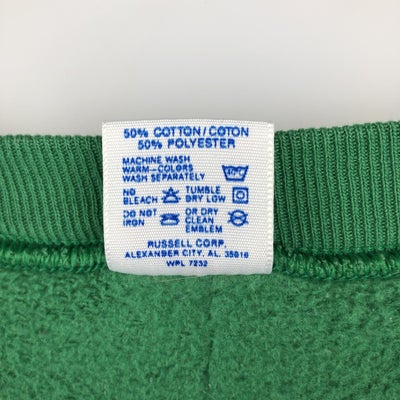 50% COTTON/COTON
50% POLYESTER
MACHINE WASH
WARM-COLORS
WASH SEPARATELY
NO BLEACH TUMBLE DRY LOW
DO NOT IRON OR DRY CLEAN EMBLEM
RUSSELL CORP.
ALEXANDER CITY, AL. 35010
WPL 7232